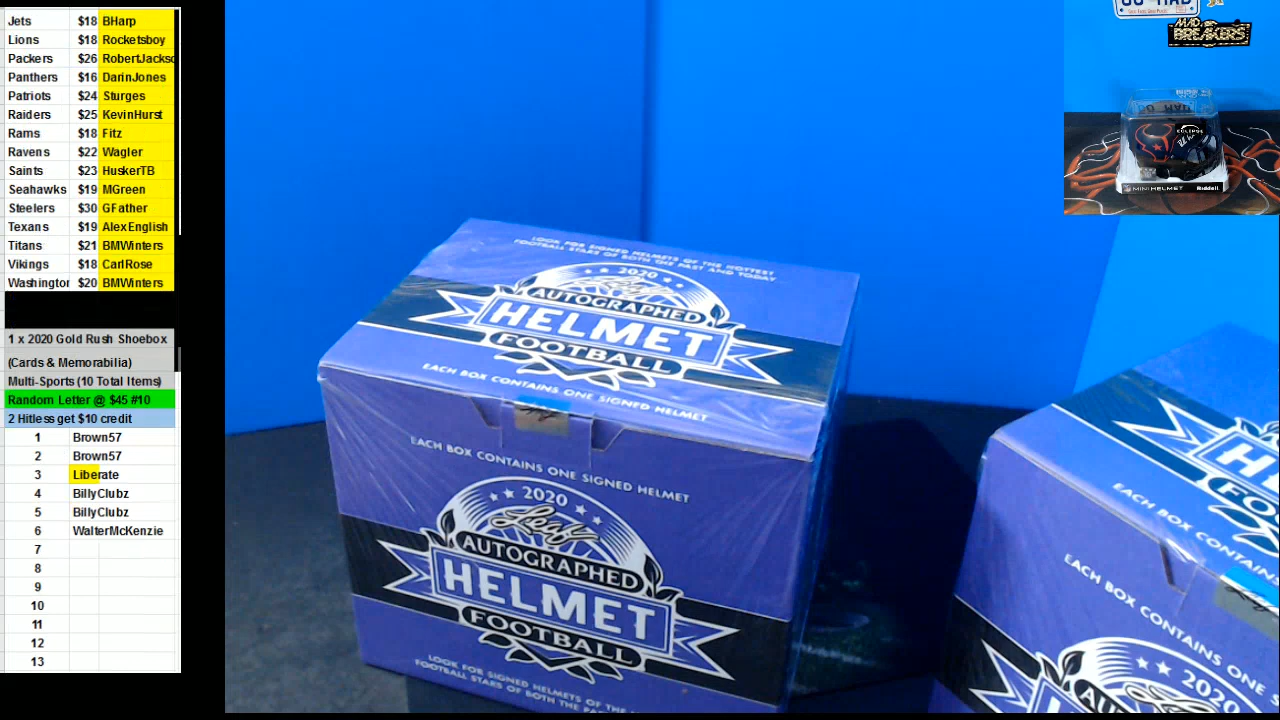 Jets $18 BHarp
Lions $18 Rocketsboy
Packers $26 RobertJackso
Panthers $16 DarinJones
Patriots $24 Sturges
Raiders $25 KevinHurst
Rams $18 Fitz
Ravens $22 Wagler
Saints $23 HuskerTB
Seahawks $19 MGreen
Steelers $30 GFather
Texans $19 AlexEnglish
Titans $21 BMWinters
Vikings $18 CarlRose
Washington $20 BMWinters
1 x 2020 Gold Rush Shoebox
(Cards & Memorabilia)
Multi-Sports (10 Total Items)
Random Letter @ $45 #10
2 Hitless get $10 credit
1 Brown57
2 Brown57
3 Liberate
4 BillyClubz
5 BillyClubz
6 WalterMcKenzie
7
8
9
10
11
12
13
LOOK FOR SIGNED HELMETS OF THE HOTTEST
FOOTBALL STARS OF BOTH THE PAST AND TODAY
2020
Leaf
AUTOGRAPHED
HELMET
FOOTBALL
EACH BOX CONTAINS ONE SIGNED HELMET
EACH BOX CONTAINS ONE SIGNED HELMET
2020
Leaf
AUTOGRAPHED
HELMET
FOOTBALL
LOOK FOR SIGNED HELMETS OF THE
FOOTBALL STARS OF BOTH THE
MAD
BREAKERS
ECLIPSE
MINI HELMET Riddell
H
FO
EACH BOX CONTAINS
EACH BOX CONTAINS ONE
2020
AU